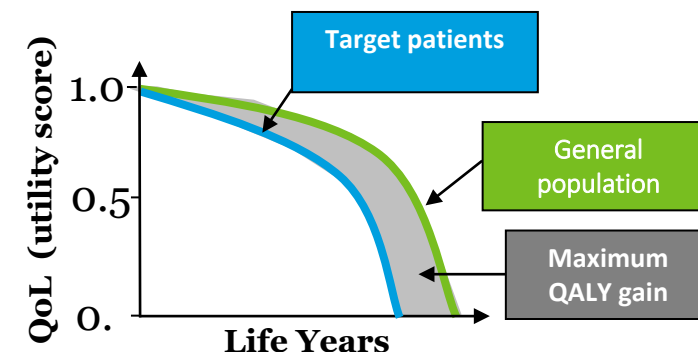 Target patients
QoL (utility score)
1.0
General
population
0.5
Maximum
QALY gain
0.
Life Years